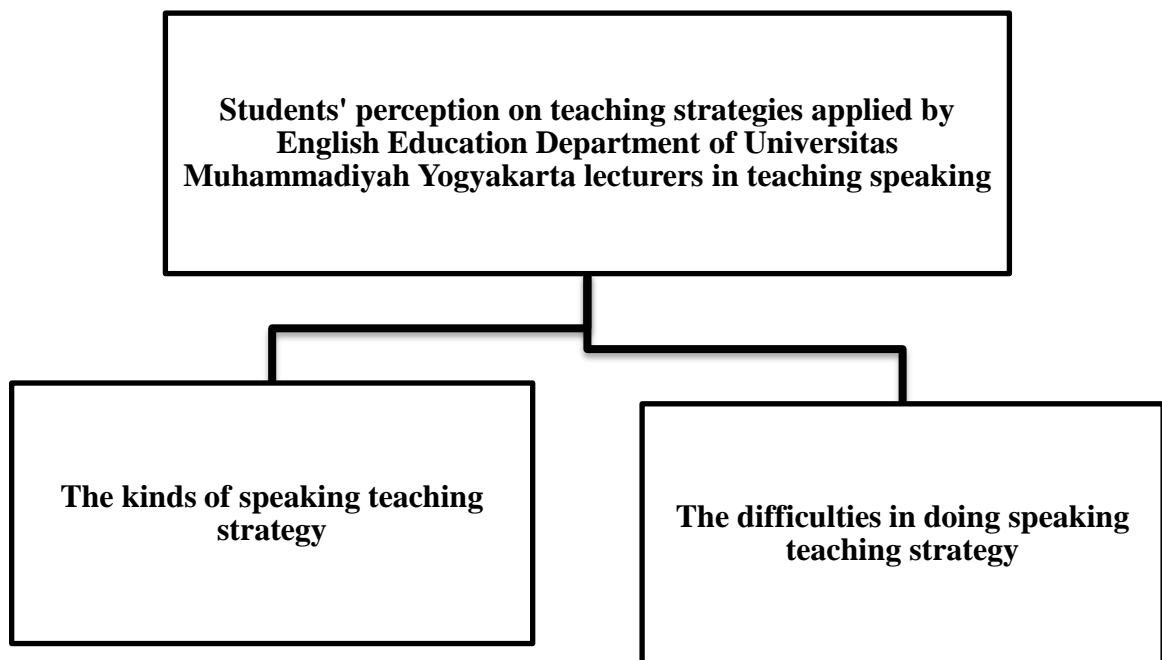 Students' perception on teaching strategies applied by
English Education Department of Universitas
Muhammadiyah Yogyakarta lecturers in teaching speaking
The kinds of speaking teaching
strategy
The difficulties in doing speaking
teaching strategy